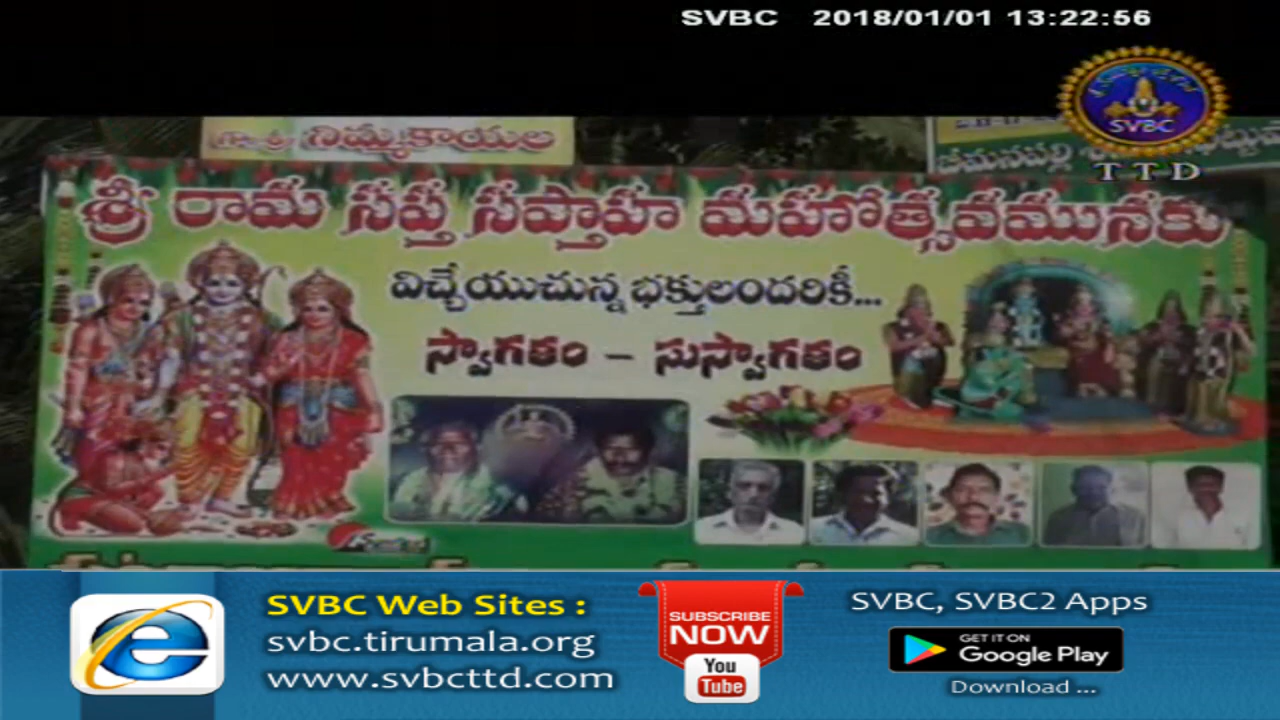 SVBC 2018/01/01 13:22:56
SVBC
TTD
నిమ్మకాయల
శ్రీ రామ సప్త సప్తాహ మహోత్సవమునకు
విచ్చేయుచున్న భక్తులందరికీ...
స్వాగతం – సుస్వాగతం
SVBC Web Sites :
svbc.tirumala.org
www.svbcttd.com
SUBSCRIBE
NOW
You
Tube
SVBC, SVBC2 Apps
GET IT ON
Google Play
Download ...